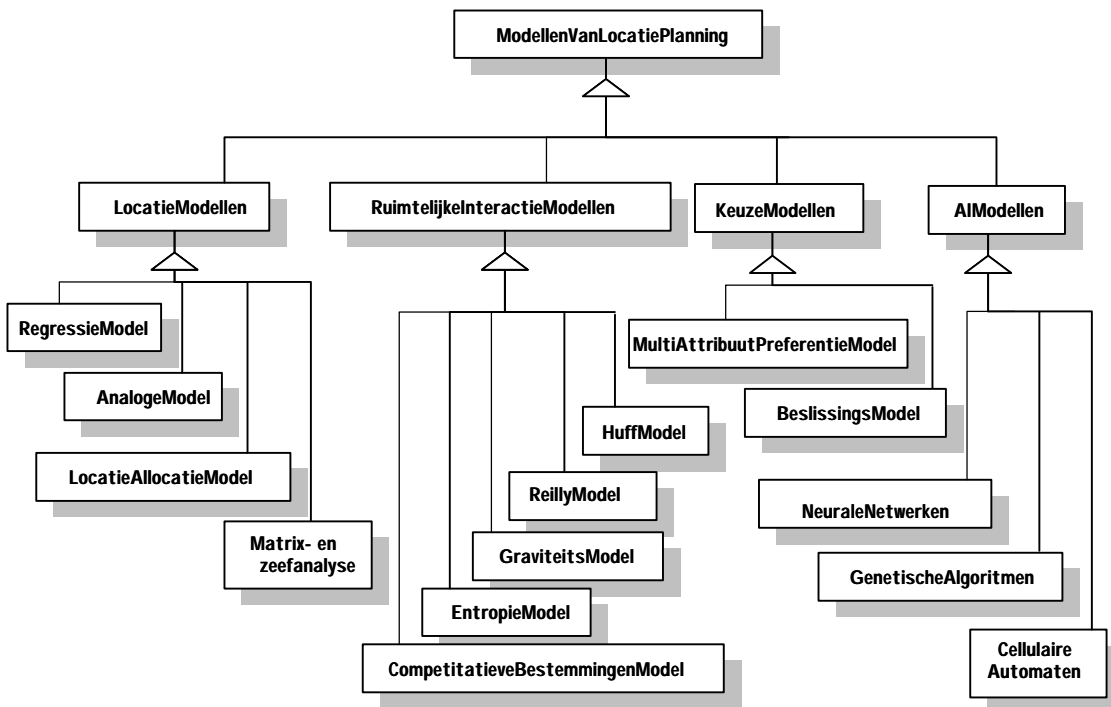 ModellenVanLocatiePlanning
LocatieModellen
RuimtelijkeInteractieModellen
KeuzeModellen
AIModellen
RegressieModel
AnalogeModel
LocatieAllocatieModel
Matrix- en
zeefanalyse
HuffModel
ReillyModel
GraviteitsModel
EntropieModel
CompetitatieveBestemmingenModel
MultiAttribuutPreferentieModel
BeslissingsModel
NeuraleNetwerken
GenetischeAlgoritmen
Cellulaire
Automaten